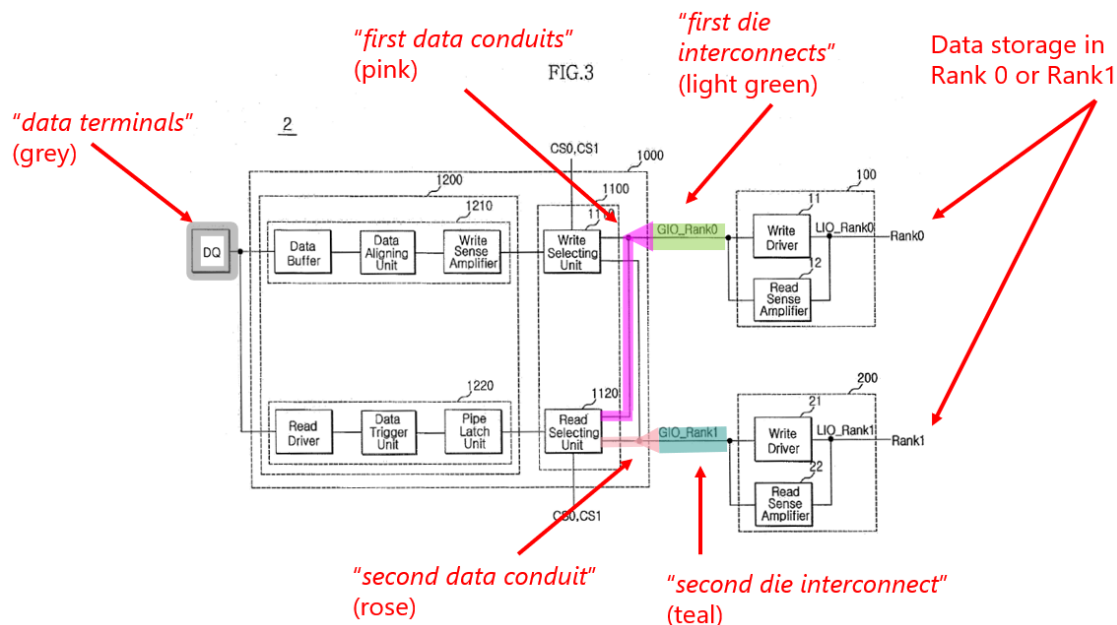 "first data conduits"
(pink)
"first die
interconnects"
(light green)
Data storage in
Rank 0 or Rank1
FIG.3
"data terminals"
(grey)
2
CS0,CS1
1000
1200
1100
100
1210
11
DQ
Data
Buffer
Data
Aligning
Unit
Write
Sense
Amplifier
Write
Selecting
Unit
GIO_Rank0
Write
Driver
LIO_Rank0
Rank0
12
Read
Sense
Amplifier
1220
1120
200
21
Read
Driver
Data
Trigger
Unit
Pipe
Latch
Unit
Read
Selecting
Unit
GIO_Rank1
Write
Driver
LIO_Rank1
Rank1
22
Read
Sense
Amplifier
CS0,CS1
"second data conduit"
(rose)
"second die interconnect"
(teal)